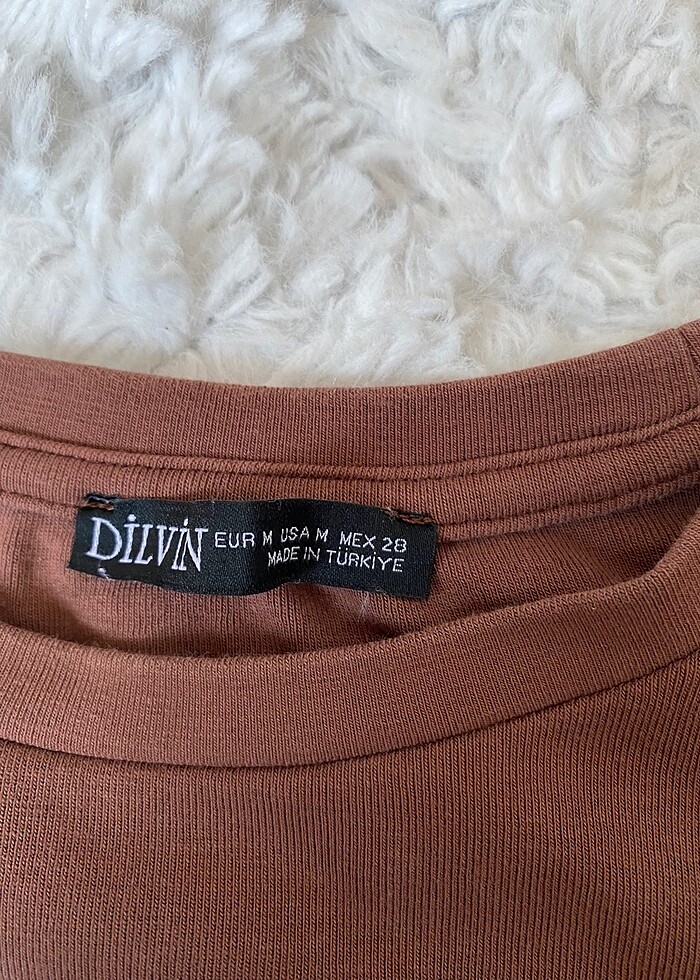 DİLVİN EUR M USA M MEX 28
MADE IN TÜRKİYE